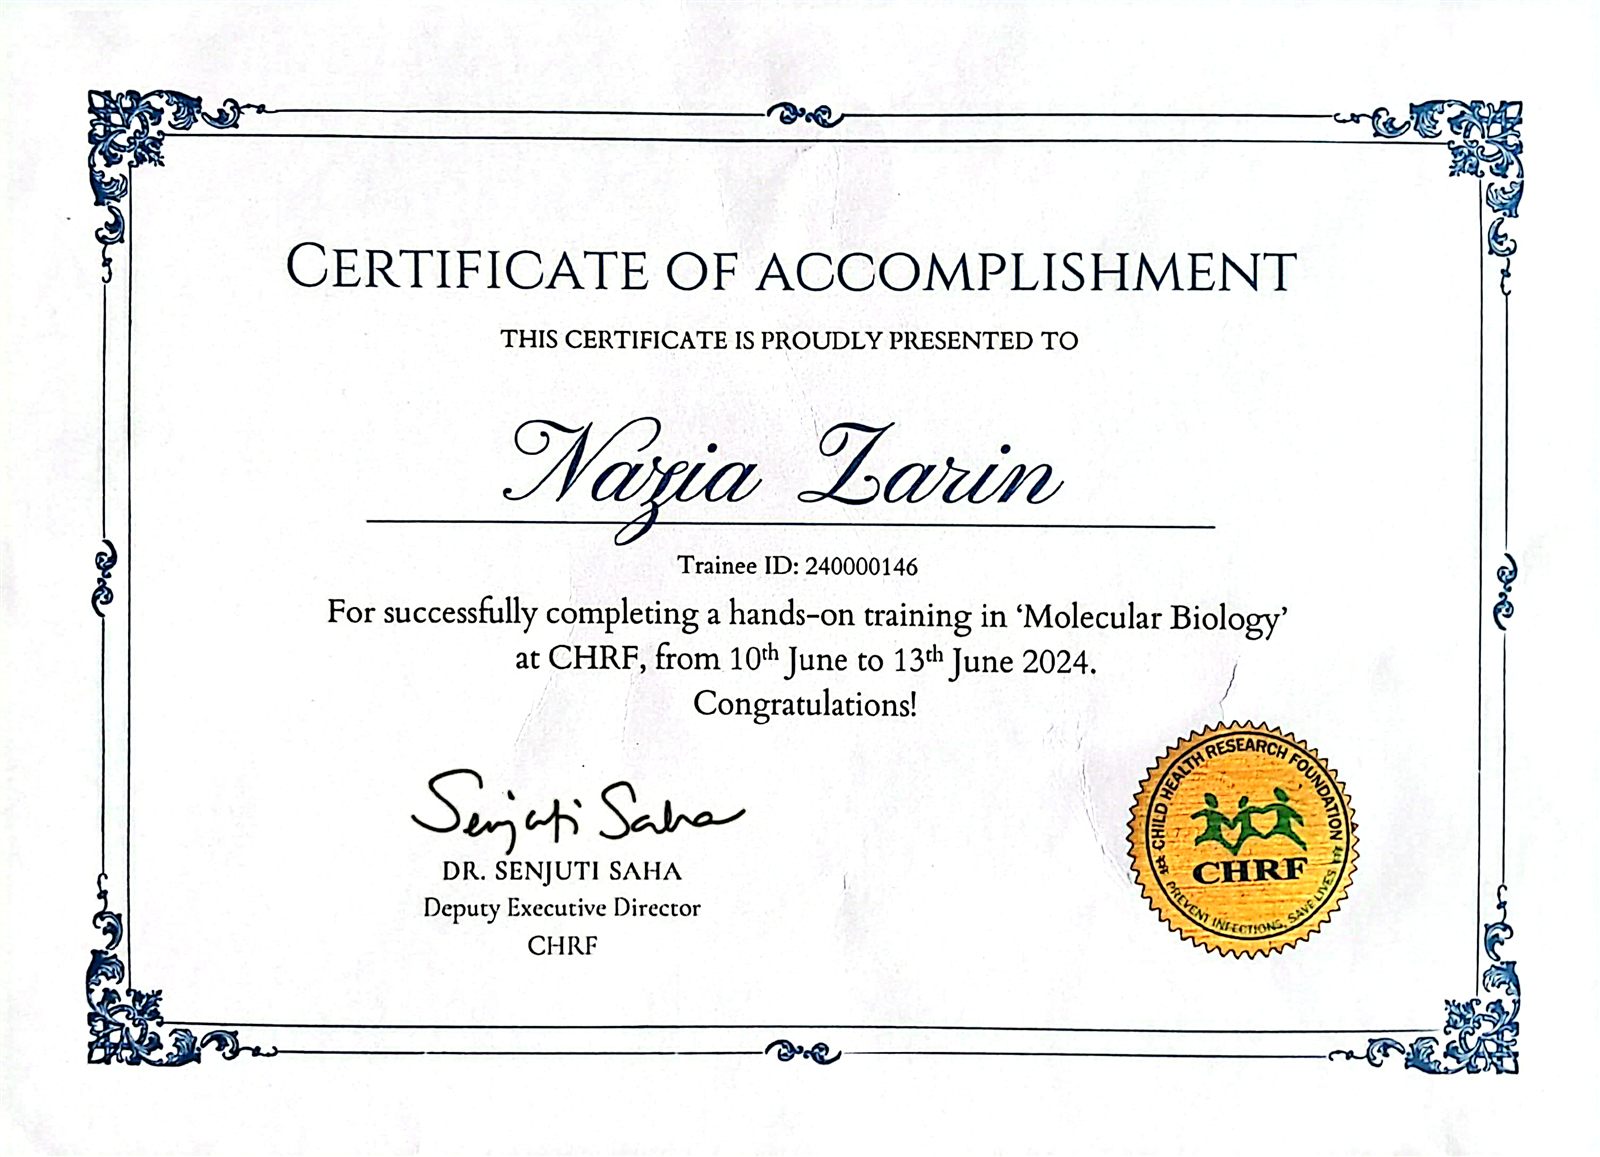 CERTIFICATE OF ACCOMPLISHMENT
THIS CERTIFICATE IS PROUDLY PRESENTED TO
Nazia Zarin
Trainee ID: 240000146
For successfully completing a hands-on training in ‘Molecular Biology’
at CHRF, from 10th June to 13th June 2024.
Congratulations!
Senjuti Saha
DR. SENJUTI SAHA
Deputy Executive Director
CHRF
CHILD HEALTH RESEARCH FOUNDATION
CHRF
PREVENT INFECTIONS, SAVE LIVES